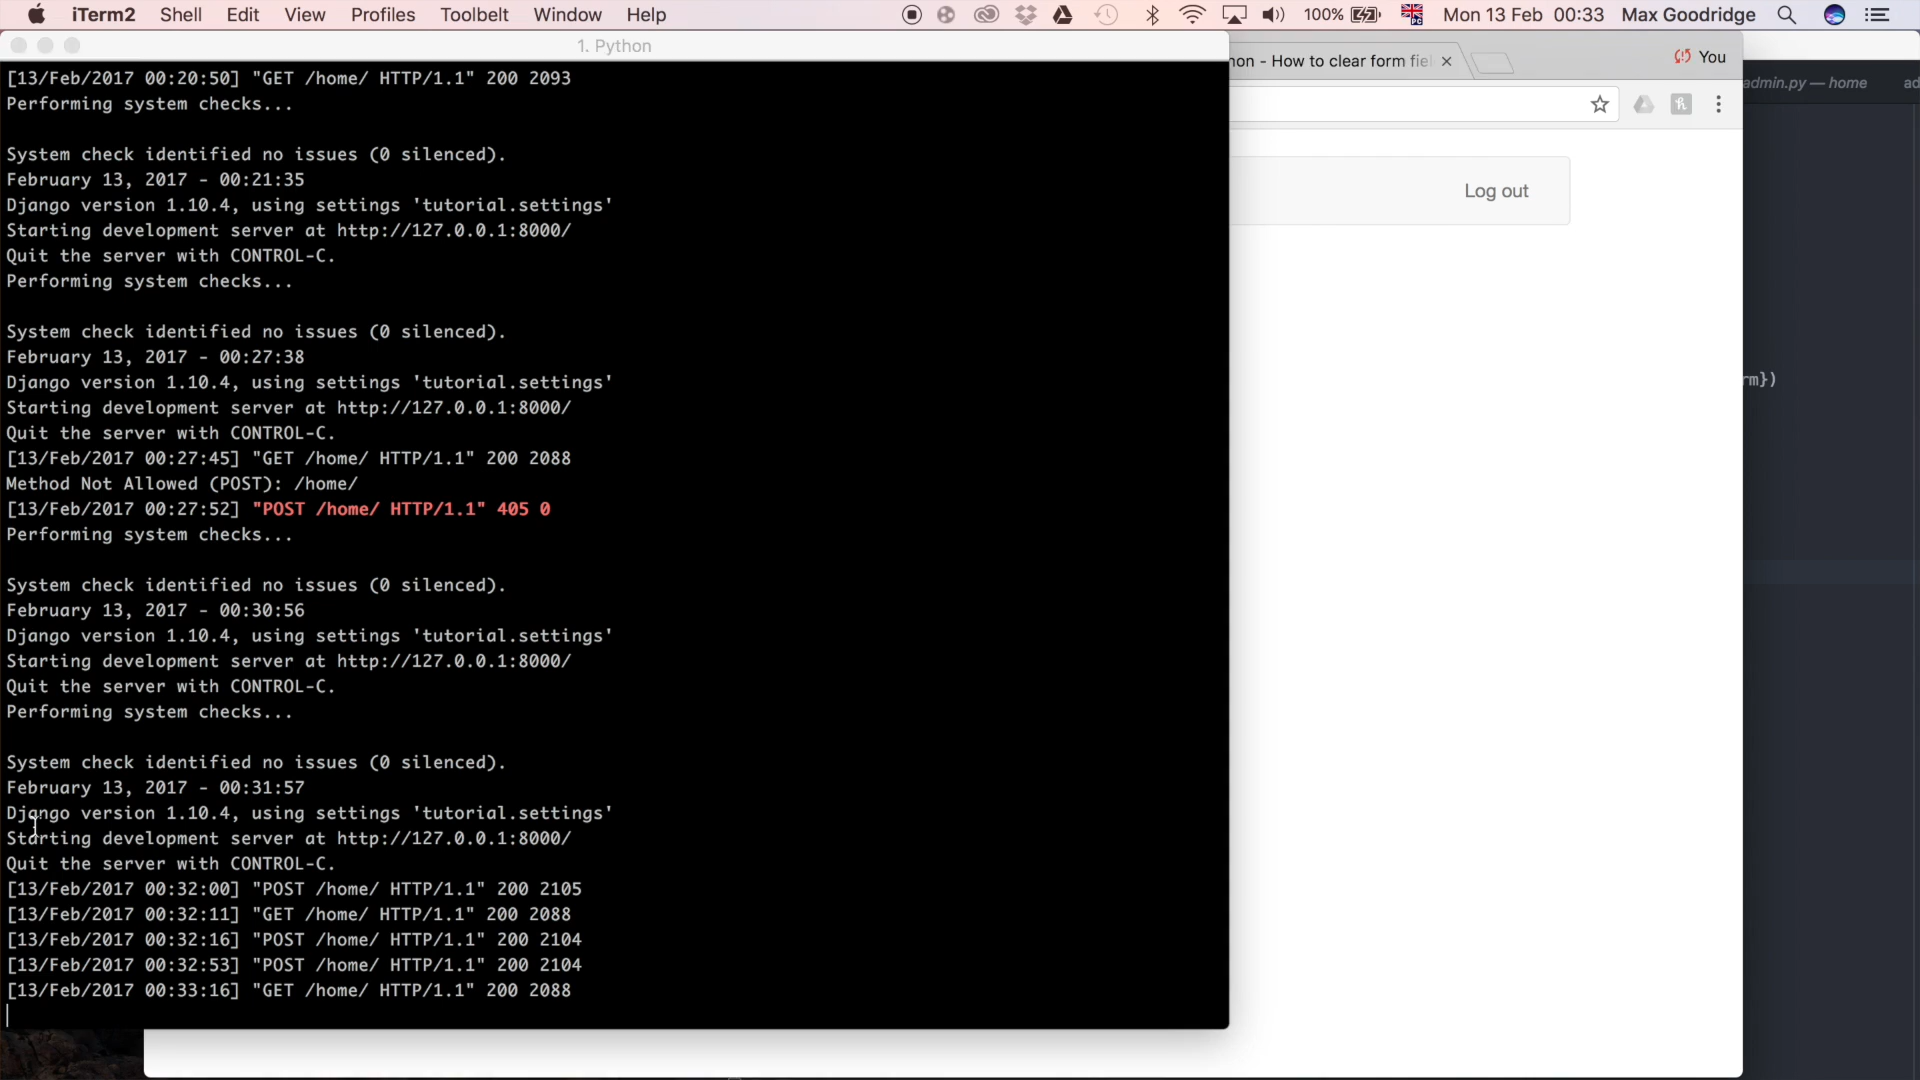 iTerm2 Shell Edit View Profiles Toolbelt Window Help 100% Mon 13 Feb 00:33 Max Goodridge
1. Python
non - How to clear form fie
You
admin.py — home
ad
[13/Feb/2017 00:20:50] "GET /home/ HTTP/1.1" 200 2093
Performing system checks...
System check identified no issues (0 silenced).
February 13, 2017 - 00:21:35
Django version 1.10.4, using settings 'tutorial.settings'
Starting development server at http://127.0.0.1:8000/
Quit the server with CONTROL-C.
Performing system checks...
System check identified no issues (0 silenced).
February 13, 2017 - 00:27:38
Django version 1.10.4, using settings 'tutorial.settings'
Starting development server at http://127.0.0.1:8000/
Quit the server with CONTROL-C.
[13/Feb/2017 00:27:45] "GET /home/ HTTP/1.1" 200 2088
Method Not Allowed (POST): /home/
[13/Feb/2017 00:27:52] "POST /home/ HTTP/1.1" 405 0
Performing system checks...
System check identified no issues (0 silenced).
February 13, 2017 - 00:30:56
Django version 1.10.4, using settings 'tutorial.settings'
Starting development server at http://127.0.0.1:8000/
Quit the server with CONTROL-C.
Performing system checks...
System check identified no issues (0 silenced).
February 13, 2017 - 00:31:57
Django version 1.10.4, using settings 'tutorial.settings'
Starting development server at http://127.0.0.1:8000/
Quit the server with CONTROL-C.
[13/Feb/2017 00:32:00] "POST /home/ HTTP/1.1" 200 2105
[13/Feb/2017 00:32:11] "GET /home/ HTTP/1.1" 200 2088
[13/Feb/2017 00:32:16] "POST /home/ HTTP/1.1" 200 2104
[13/Feb/2017 00:32:53] "POST /home/ HTTP/1.1" 200 2104
[13/Feb/2017 00:33:16] "GET /home/ HTTP/1.1" 200 2088
Log out
rm})